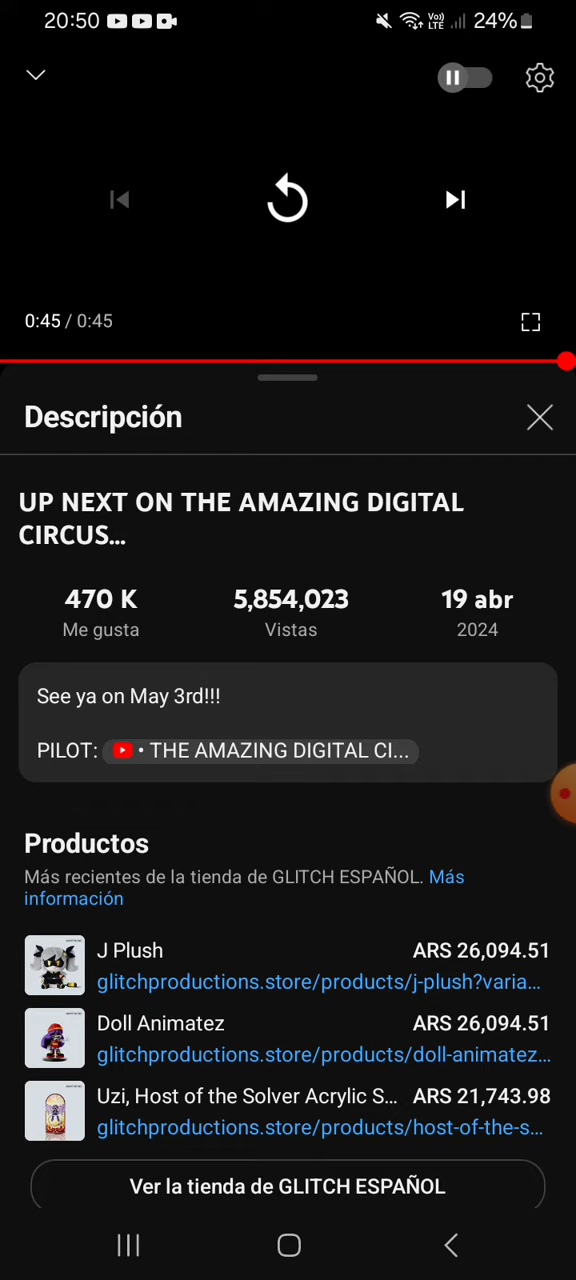 20:50
Vo)) LTE 24%
0:45 / 0:45
Descripción
UP NEXT ON THE AMAZING DIGITAL
CIRCUS...
470 K 5,854,023 19 abr
Me gusta Vistas 2024
See ya on May 3rd!!!
PILOT: • THE AMAZING DIGITAL CI...
Productos
Más recientes de la tienda de GLITCH ESPAÑOL. Más
información
J Plush ARS 26,094.51
glitchproductions.store/products/j-plush?varia...
Doll Animatez ARS 26,094.51
glitchproductions.store/products/doll-animatez...
Uzi, Host of the Solver Acrylic S... ARS 21,743.98
glitchproductions.store/products/host-of-the-s...
Ver la tienda de GLITCH ESPAÑOL